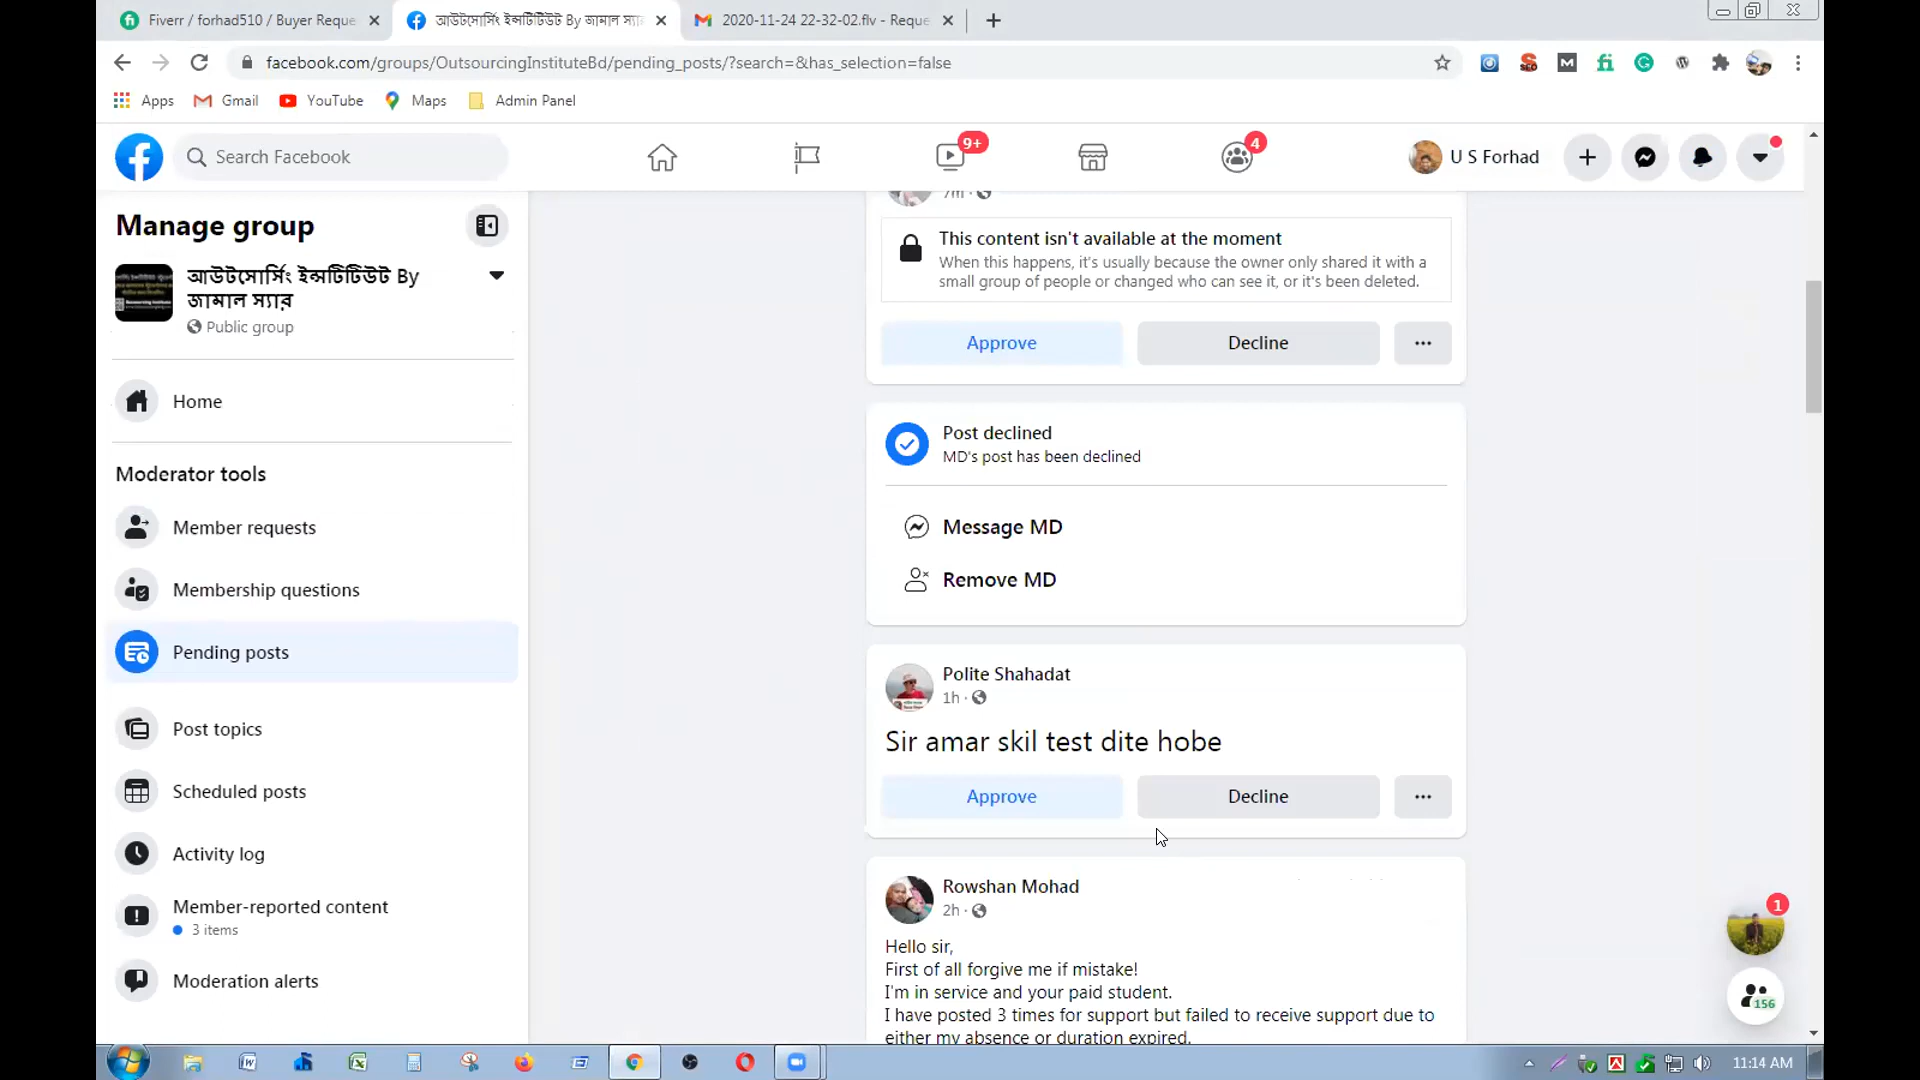 Fiverr / forhad510 / Buyer Reque
আউটসোর্সিং ইন্সটিটিউট By জামাল স্যা
2020-11-24 22-32-02.flv - Reque
facebook.com/groups/OutsourcingInstituteBd/pending_posts/?search=&has_selection=false
Apps
Gmail
YouTube
Maps
Admin Panel
Search Facebook
9+
4
U S Forhad
Manage group
আউটসোর্সিং ইন্সটিটিউট By
জামাল স্যার
Public group
Home
Moderator tools
Member requests
Membership questions
Pending posts
Post topics
Scheduled posts
Activity log
Member-reported content
3 items
Moderation alerts
7m
This content isn't available at the moment
When this happens, it's usually because the owner only shared it with a
small group of people or changed who can see it, or it's been deleted.
Approve
Decline
Post declined
MD's post has been declined
Message MD
Remove MD
Polite Shahadat
1h
Sir amar skil test dite hobe
Approve
Decline
Rowshan Mohad
2h
Hello sir,
First of all forgive me if mistake!
I'm in service and your paid student.
I have posted 3 times for support but failed to receive support due to
either my absence or duration expired.
1
156
11:14 AM